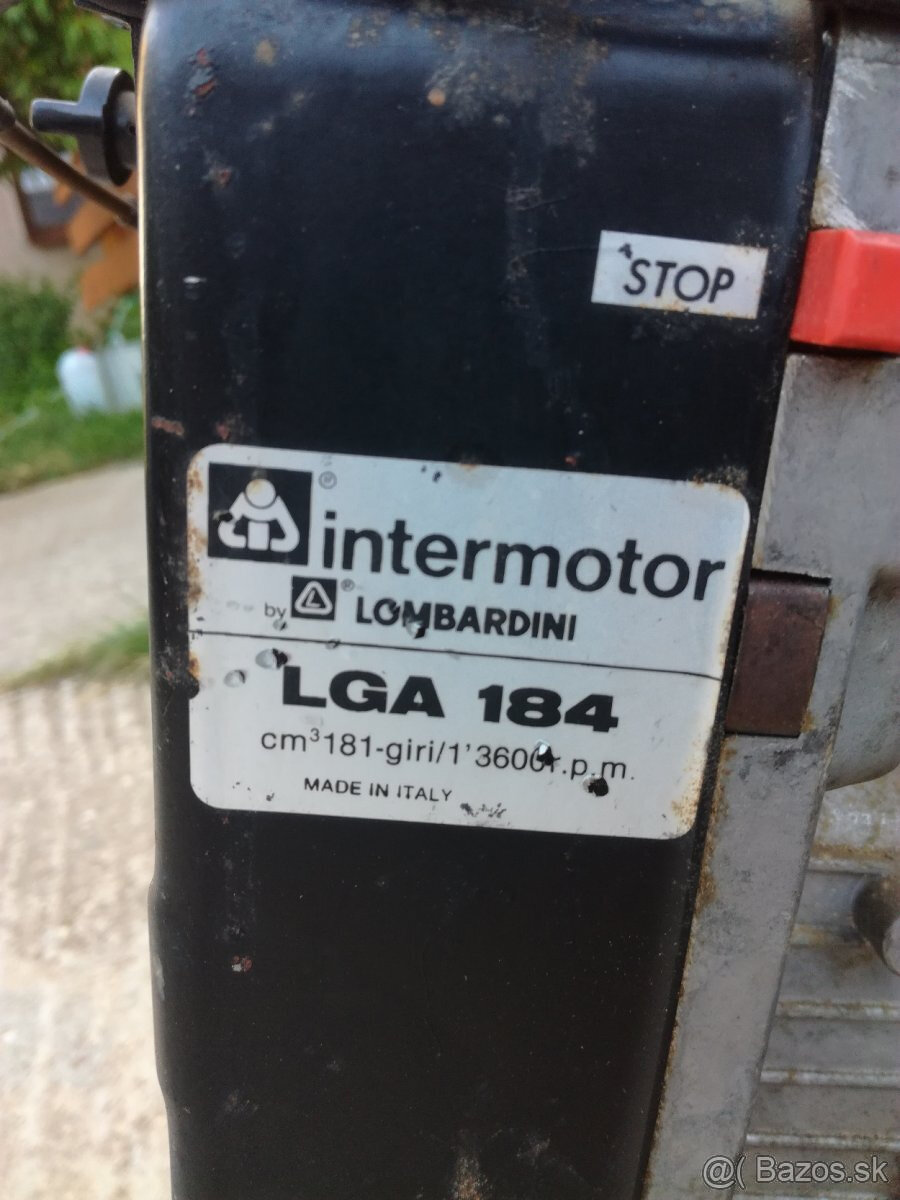 STOP
®
intermotor
by L® LOMBARDINI
LGA 184
cm³181-giri/1'3600r.p.m.
MADE IN ITALY
@( Bazos.sk